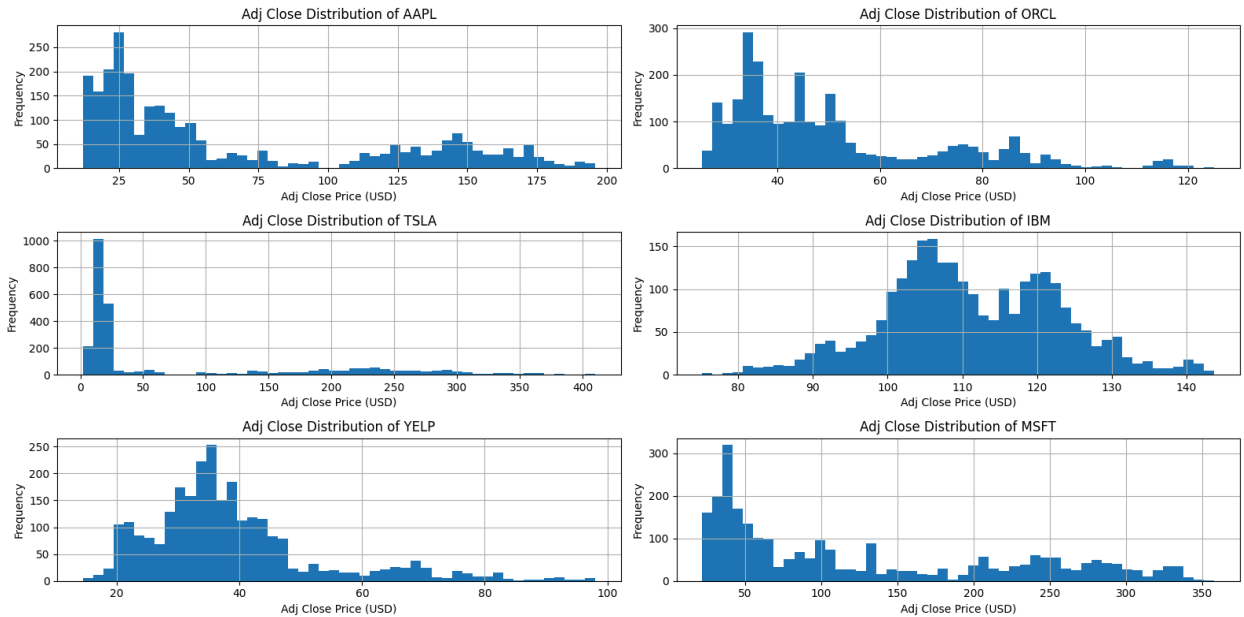 Adj Close Distribution of AAPL
Frequency
250
200
150
100
50
0
25 50 75 100 125 150 175 200
Adj Close Price (USD)
Adj Close Distribution of ORCL
Frequency
300
200
100
0
40 60 80 100 120
Adj Close Price (USD)
Adj Close Distribution of TSLA
Frequency
1000
800
600
400
200
0
0 50 100 150 200 250 300 350 400
Adj Close Price (USD)
Adj Close Distribution of IBM
Frequency
150
100
50
0
80 90 100 110 120 130 140
Adj Close Price (USD)
Adj Close Distribution of YELP
Frequency
250
200
150
100
50
0
20 40 60 80 100
Adj Close Price (USD)
Adj Close Distribution of MSFT
Frequency
300
200
100
0
50 100 150 200 250 300 350
Adj Close Price (USD)